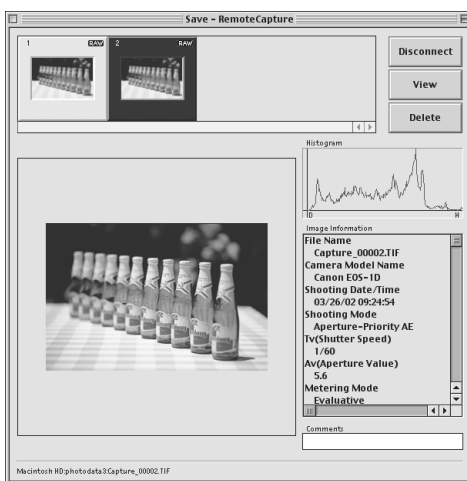 Save – RemoteCapture
1 RAW
2 RAW
Disconnect
View
Delete
Histogram
D H
Image Information
File Name
Capture_00002.TIF
Camera Model Name
Canon EOS-1D
Shooting Date/Time
03/26/02 09:24:54
Shooting Mode
Aperture-Priority AE
Tv(Shutter Speed)
1/60
Av(Aperture Value)
5.6
Metering Mode
Evaluative
Comments
Macintosh HD:photodata3:Capture_00002.TIF